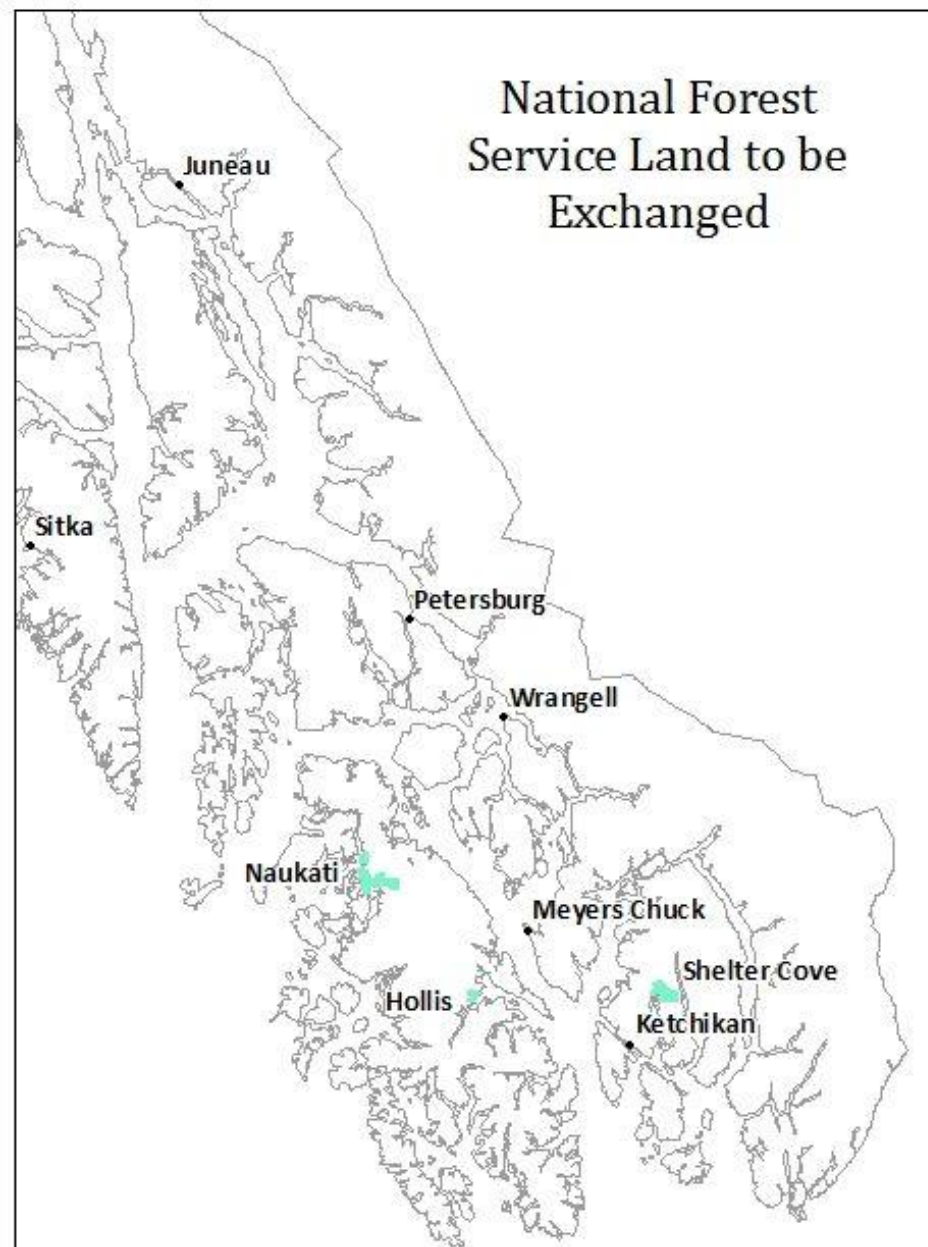 National Forest
Service Land to be
Exchanged
Juneau
Sitka
Petersburg
Wrangell
Naukati
Meyers Chuck
Shelter Cove
Hollis
Ketchikan